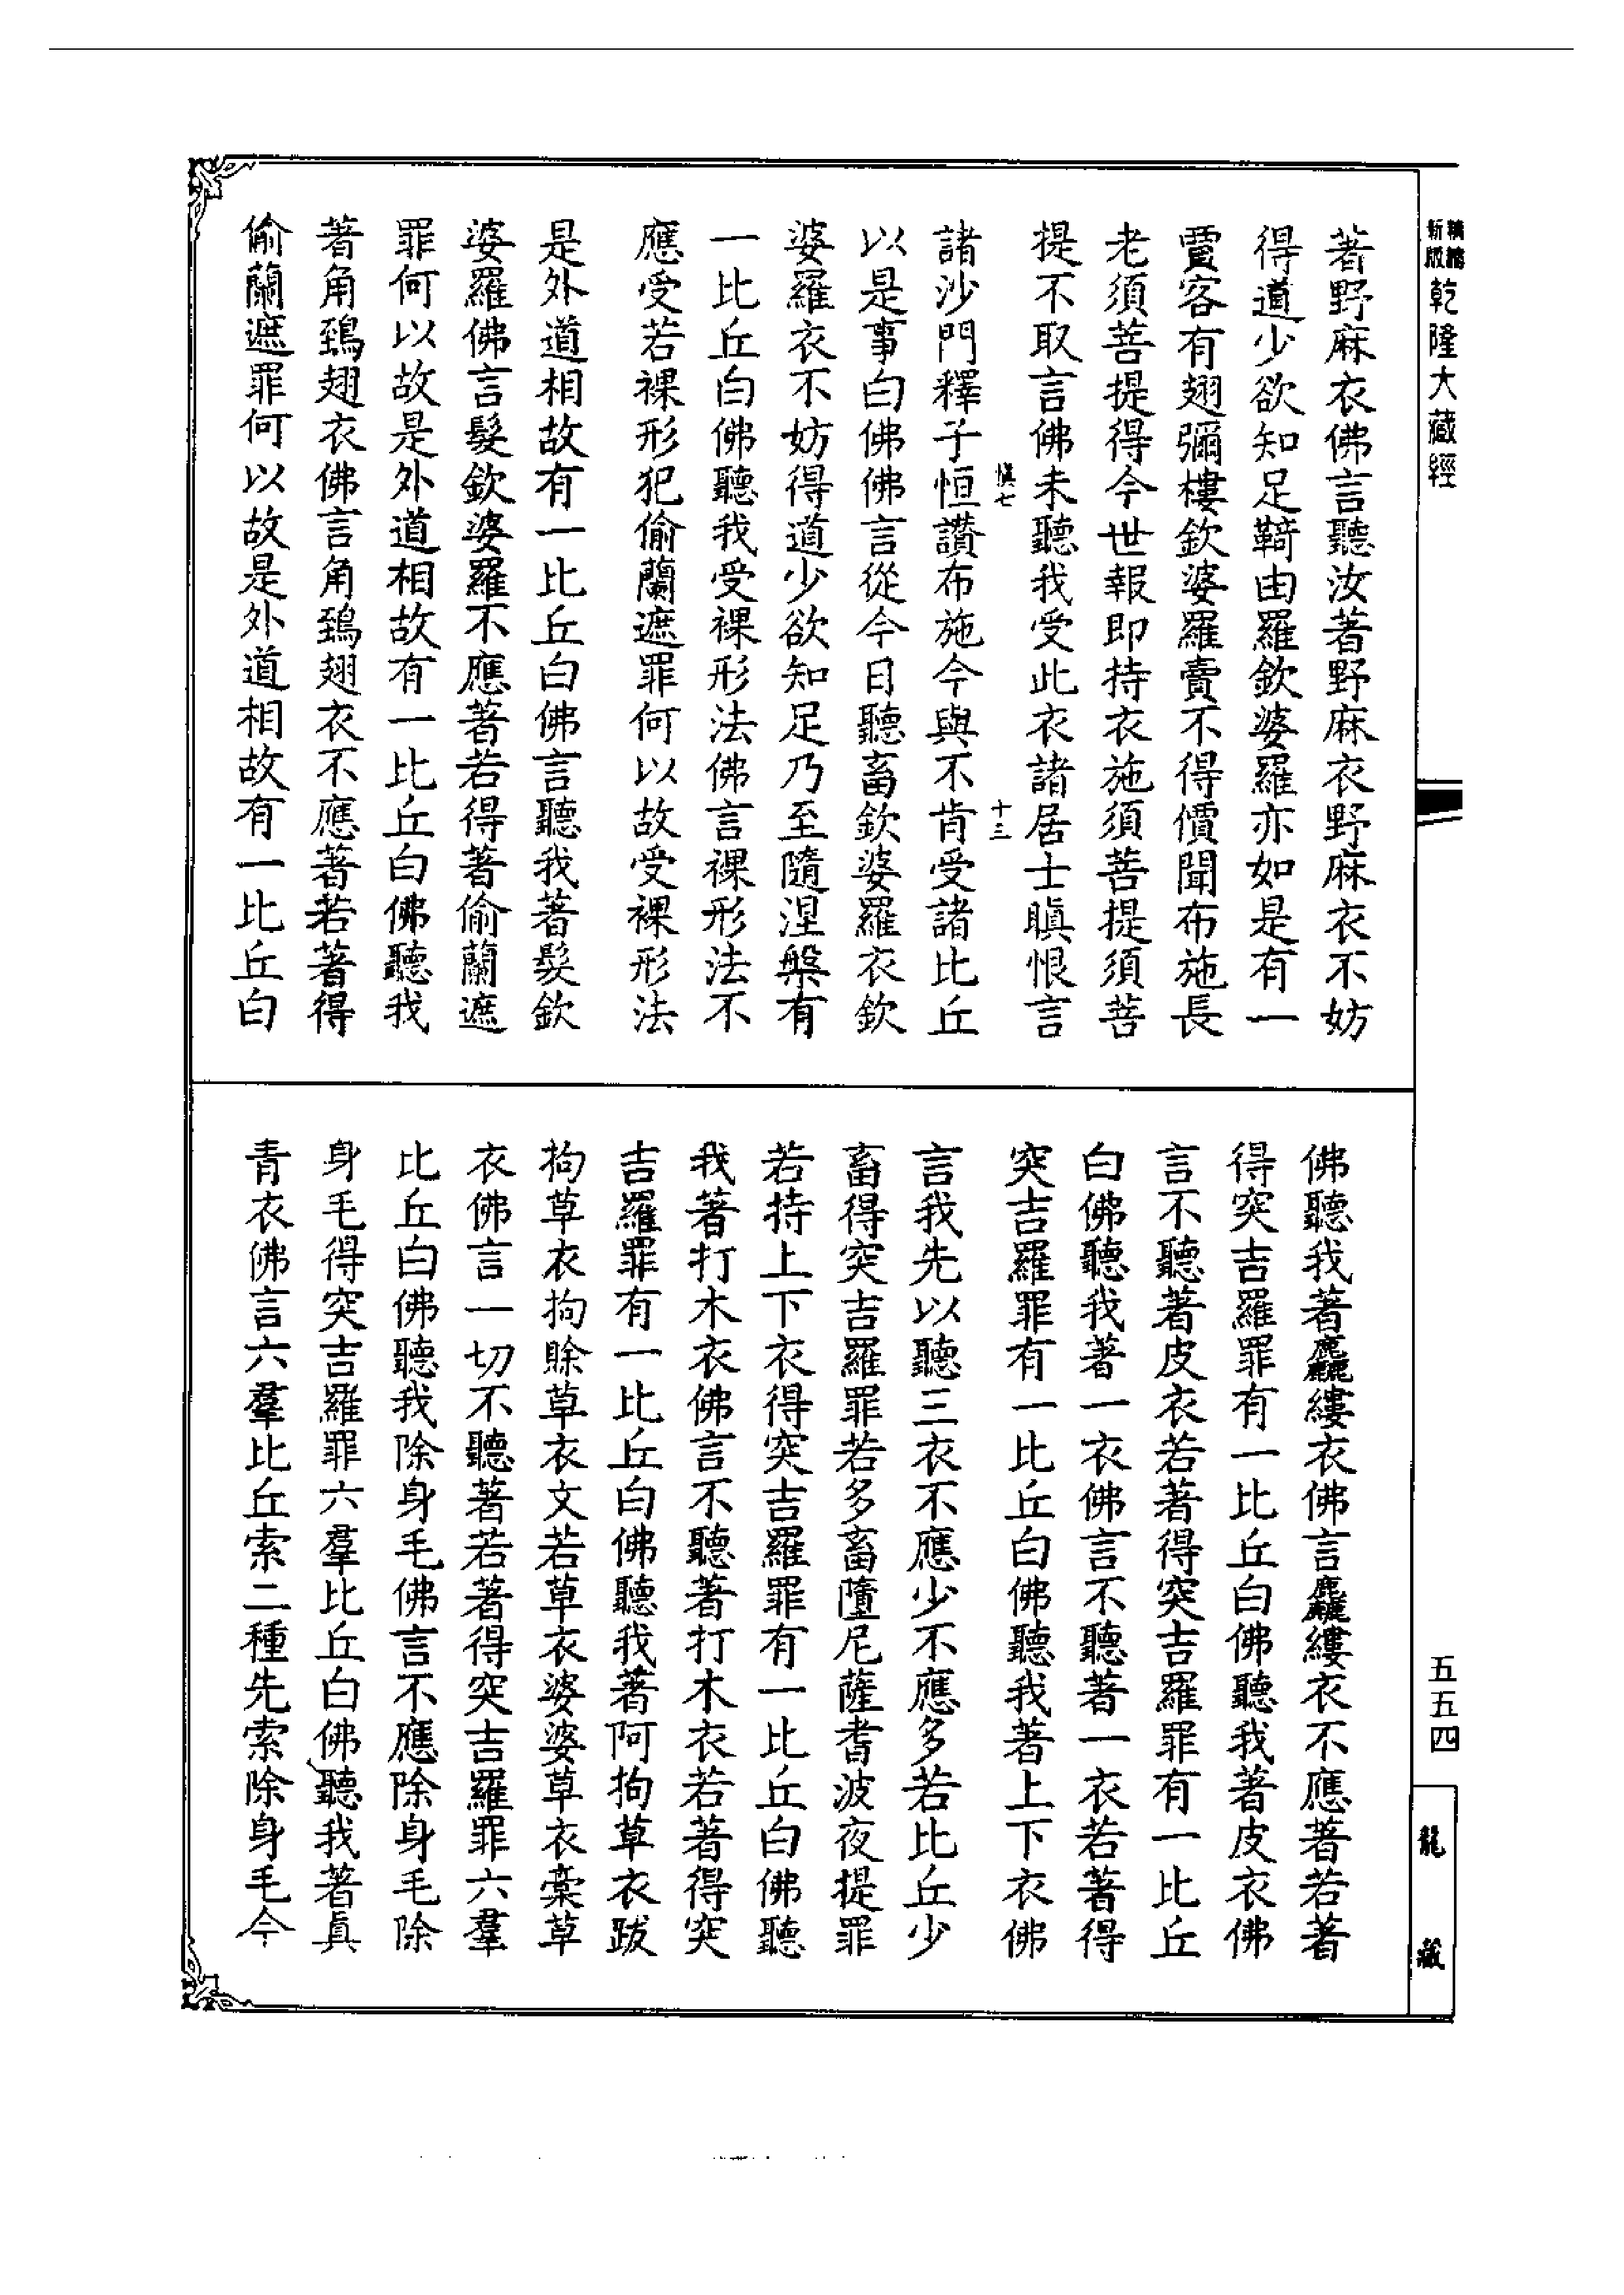 精縮
新版
乾隆大藏經
五五四
龍藏
著野麻衣佛言聽汝著野麻衣野麻衣不妨
得道少欲知足鞫由羅欽婆羅亦如是有一
賣客有翅彌樓欽婆羅賣不得價聞布施長
老須菩提得今世報即持衣施須菩提須菩
提不取言佛未聽我受此衣諸居士瞋恨言
慎七
十三
諸沙門釋子恒讚布施今與不肯受諸比丘
以是事白佛佛言從今日聽畜欽婆羅衣欽
婆羅衣不妨得道少欲知足乃至隨涅槃有
一比丘白佛聽我受裸形法佛言裸形法不
應受若裸形犯偷蘭遮罪何以故受裸形法
是外道相故有一比丘白佛言聽我著髮欽
婆羅佛言髮欽婆羅不應著若得著偷蘭遮
罪何以故是外道相故有一比丘白佛聽我
著角鵄翅衣佛言角鵄翅衣不應著若著得
偷蘭遮罪何以故是外道相故有一比丘白
佛聽我著麤縷衣佛言麤縷衣不應著若著
得突吉羅罪有一比丘白佛聽我著皮衣佛
言不聽著皮衣若著得突吉羅罪有一比丘
白佛聽我著一衣佛言不聽著一衣若著得
突吉羅罪有一比丘白佛聽我著上下衣佛
言我先以聽三衣不應少不應多若比丘少
畜得突吉羅罪若多畜墮尼薩耆波夜提罪
若持上下衣得突吉羅罪有一比丘白佛聽
我著打木衣佛言不聽著打木衣若著得突
吉羅罪有一比丘白佛聽我著阿拘草衣跋
拘草衣拘賒草衣文若草衣婆婆草衣槀草
衣佛言一切不聽著若著得突吉羅罪六羣
比丘白佛聽我除身毛佛言不應除身毛除
身毛得突吉羅罪六羣比丘白佛聽我著真
青衣佛言六羣比丘索二種先索除身毛今